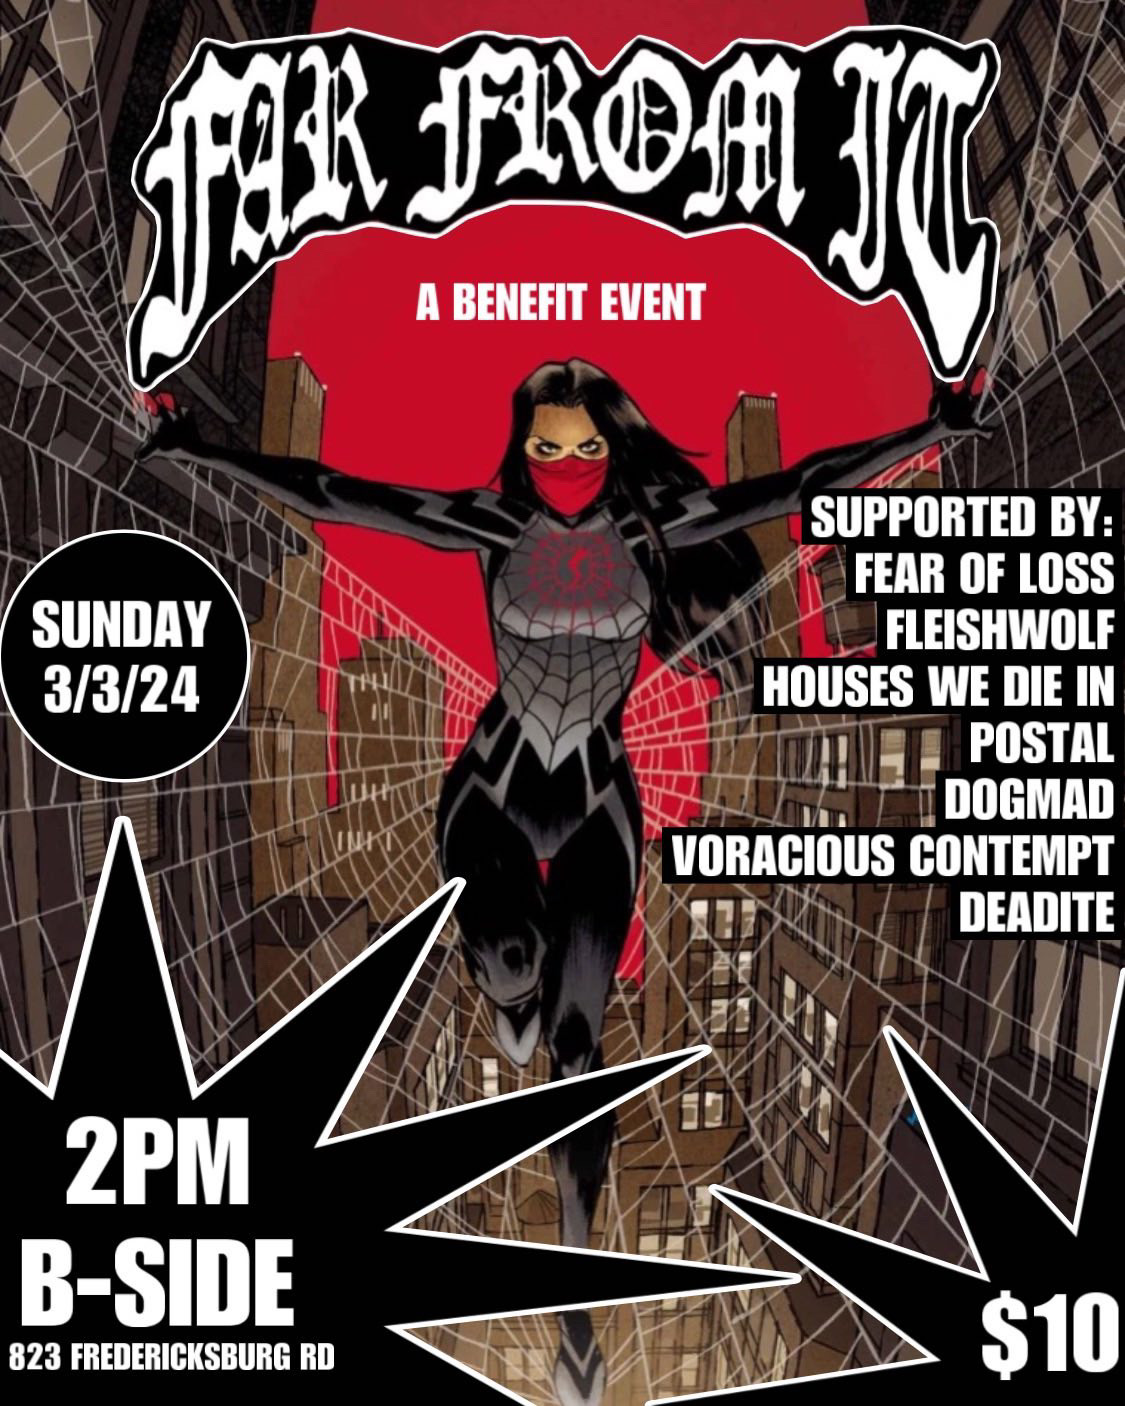 FAR FROM IT
A BENEFIT EVENT
SUPPORTED BY:
FEAR OF LOSS
FLEISHWOLF
HOUSES WE DIE IN
POSTAL
DOGMAD
VORACIOUS CONTEMPT
DEADITE
SUNDAY
3/3/24
2PM
B-SIDE
823 FREDERICKSBURG RD
$10